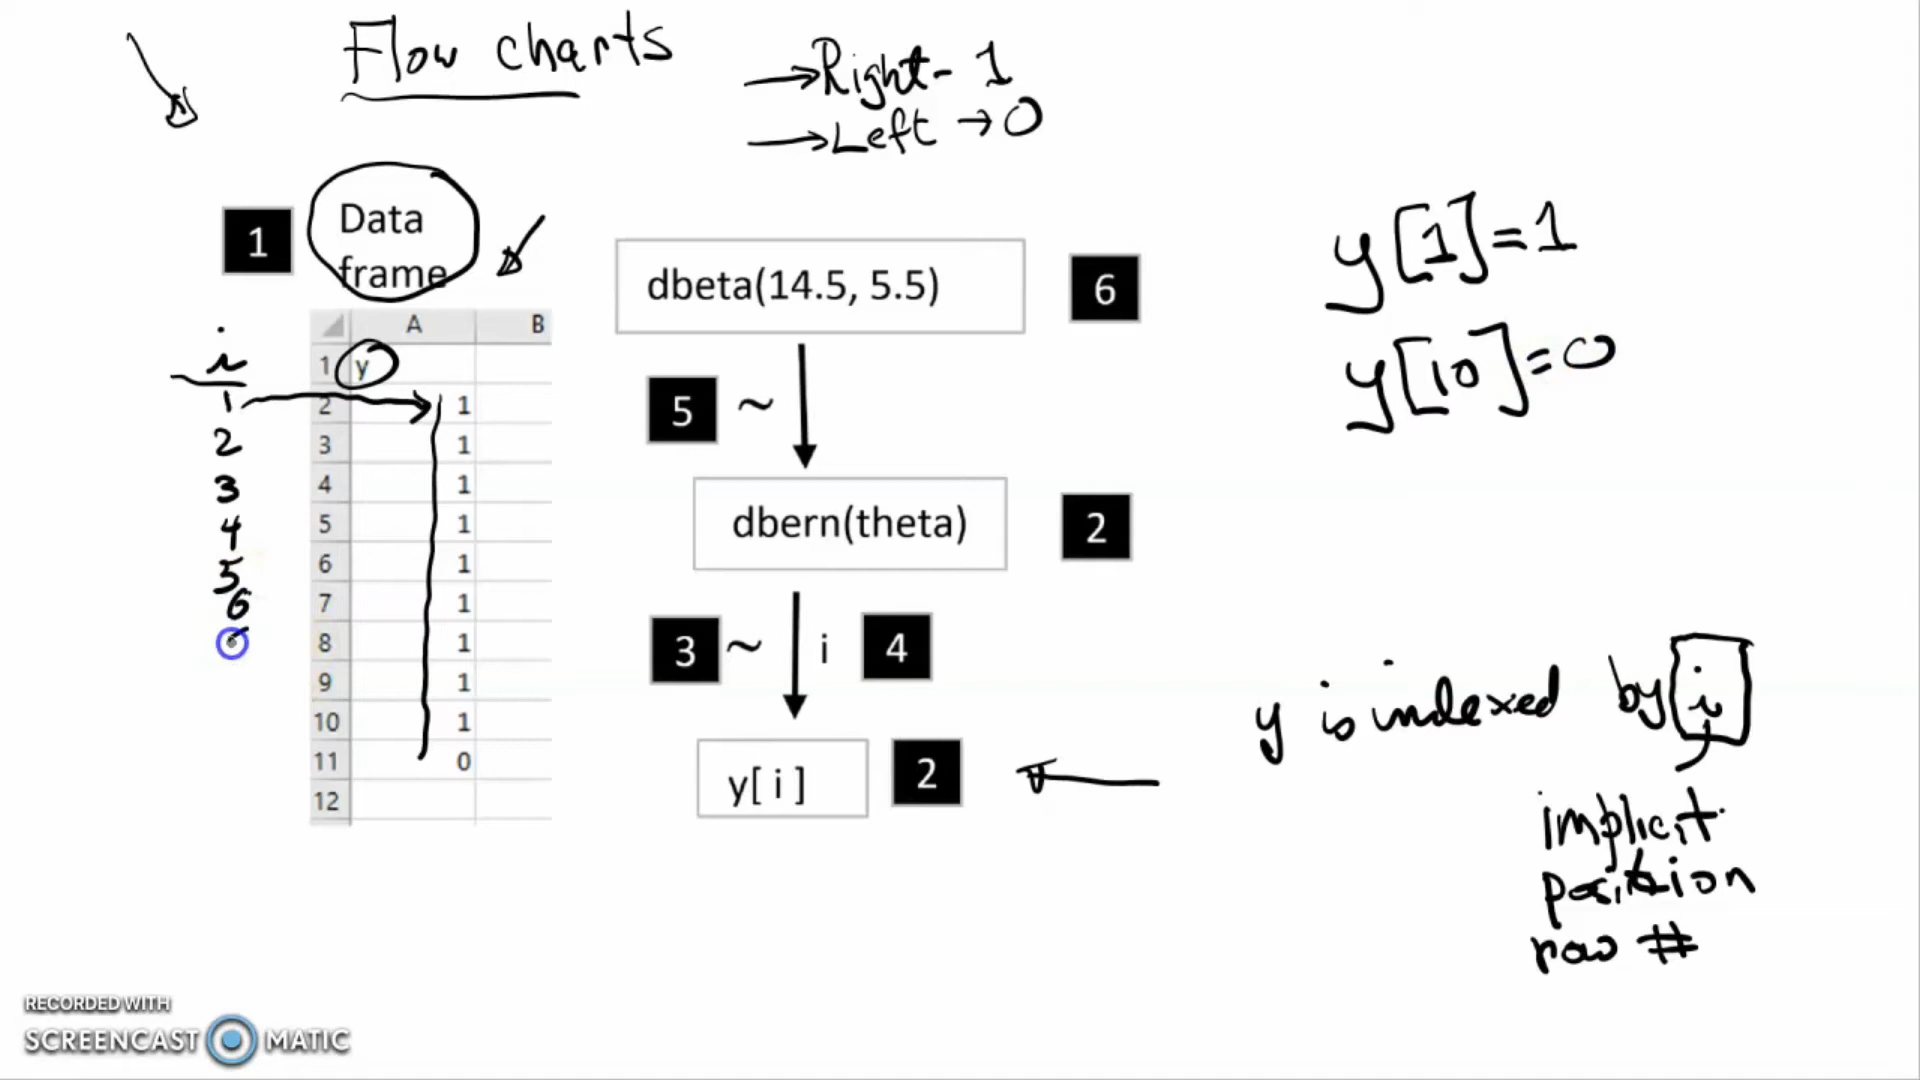 Flow charts
→Right- 1
→Left → 0
1
Data
frame
i
1
2
3
4
5
6
A B
1 y
2 1
3 1
4 1
5 1
6 1
7 1
8 1
9 1
10 1
11 0
12
dbeta(14.5, 5.5)
6
5 ~
dbern(theta)
2
3 ~ i 4
y[ i ]
2
y[1]=1
y[10]=0
y is indexed by i
implicit
position
row #
RECORDED WITH
SCREENCAST MATIC